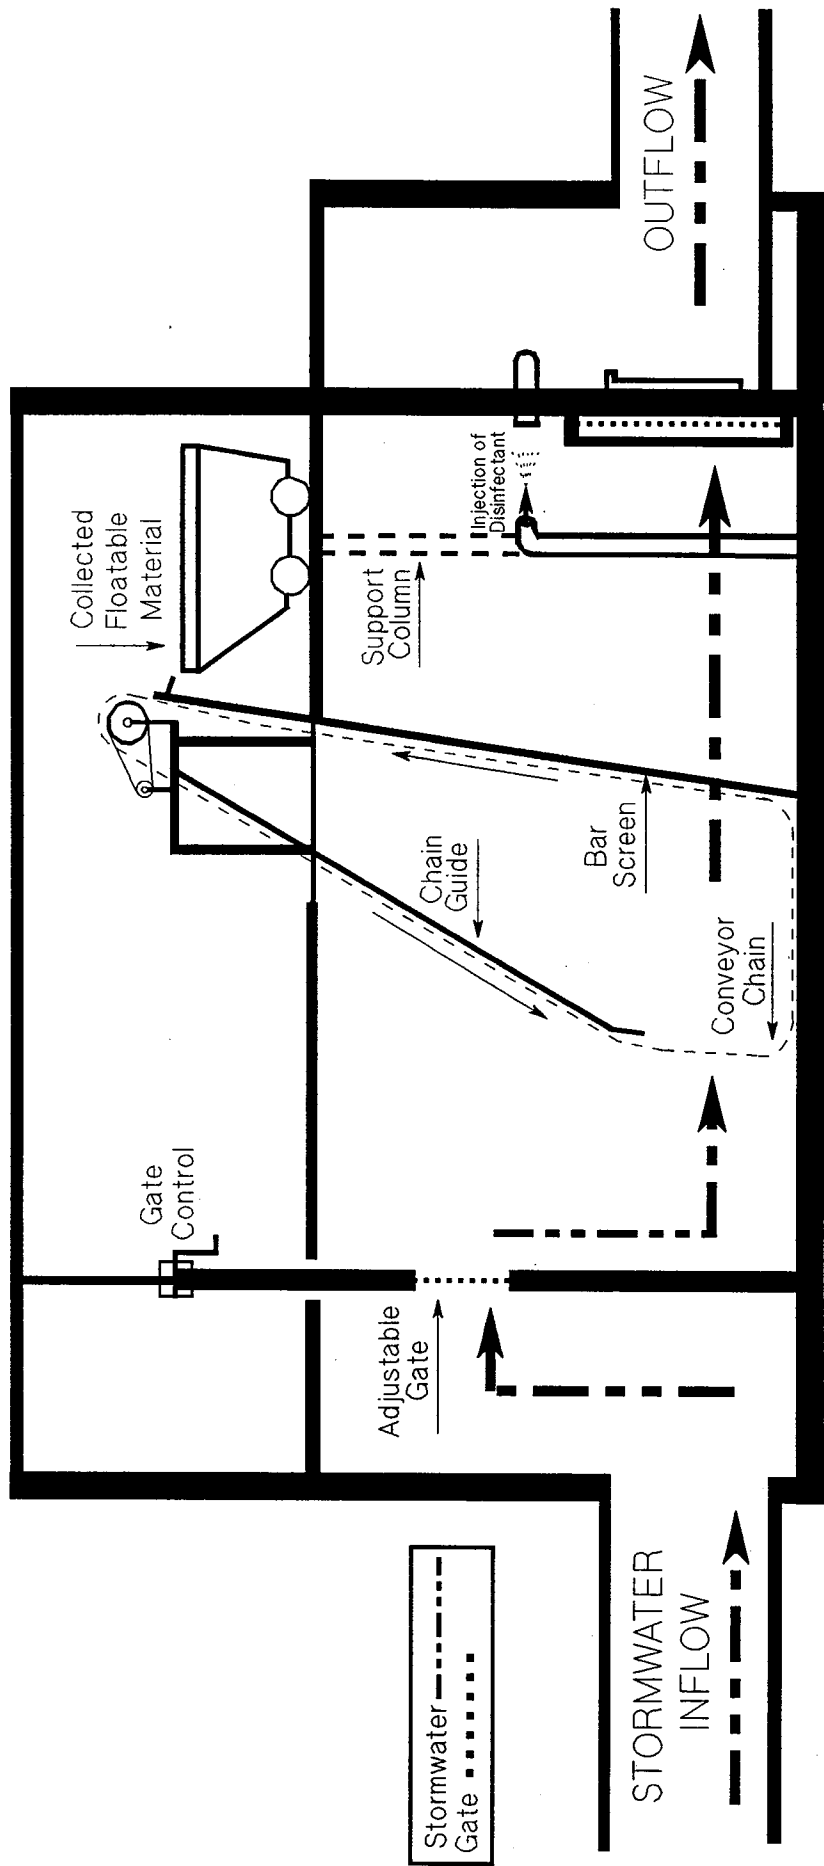 Stormwater
Gate
STORMWATER
INFLOW
Adjustable
Gate
Gate
Control
Conveyor
Chain
Chain
Guide
Bar
Screen
Collected
Floatable
Material
Support
Column
Injection of
Disinfectant
OUTFLOW